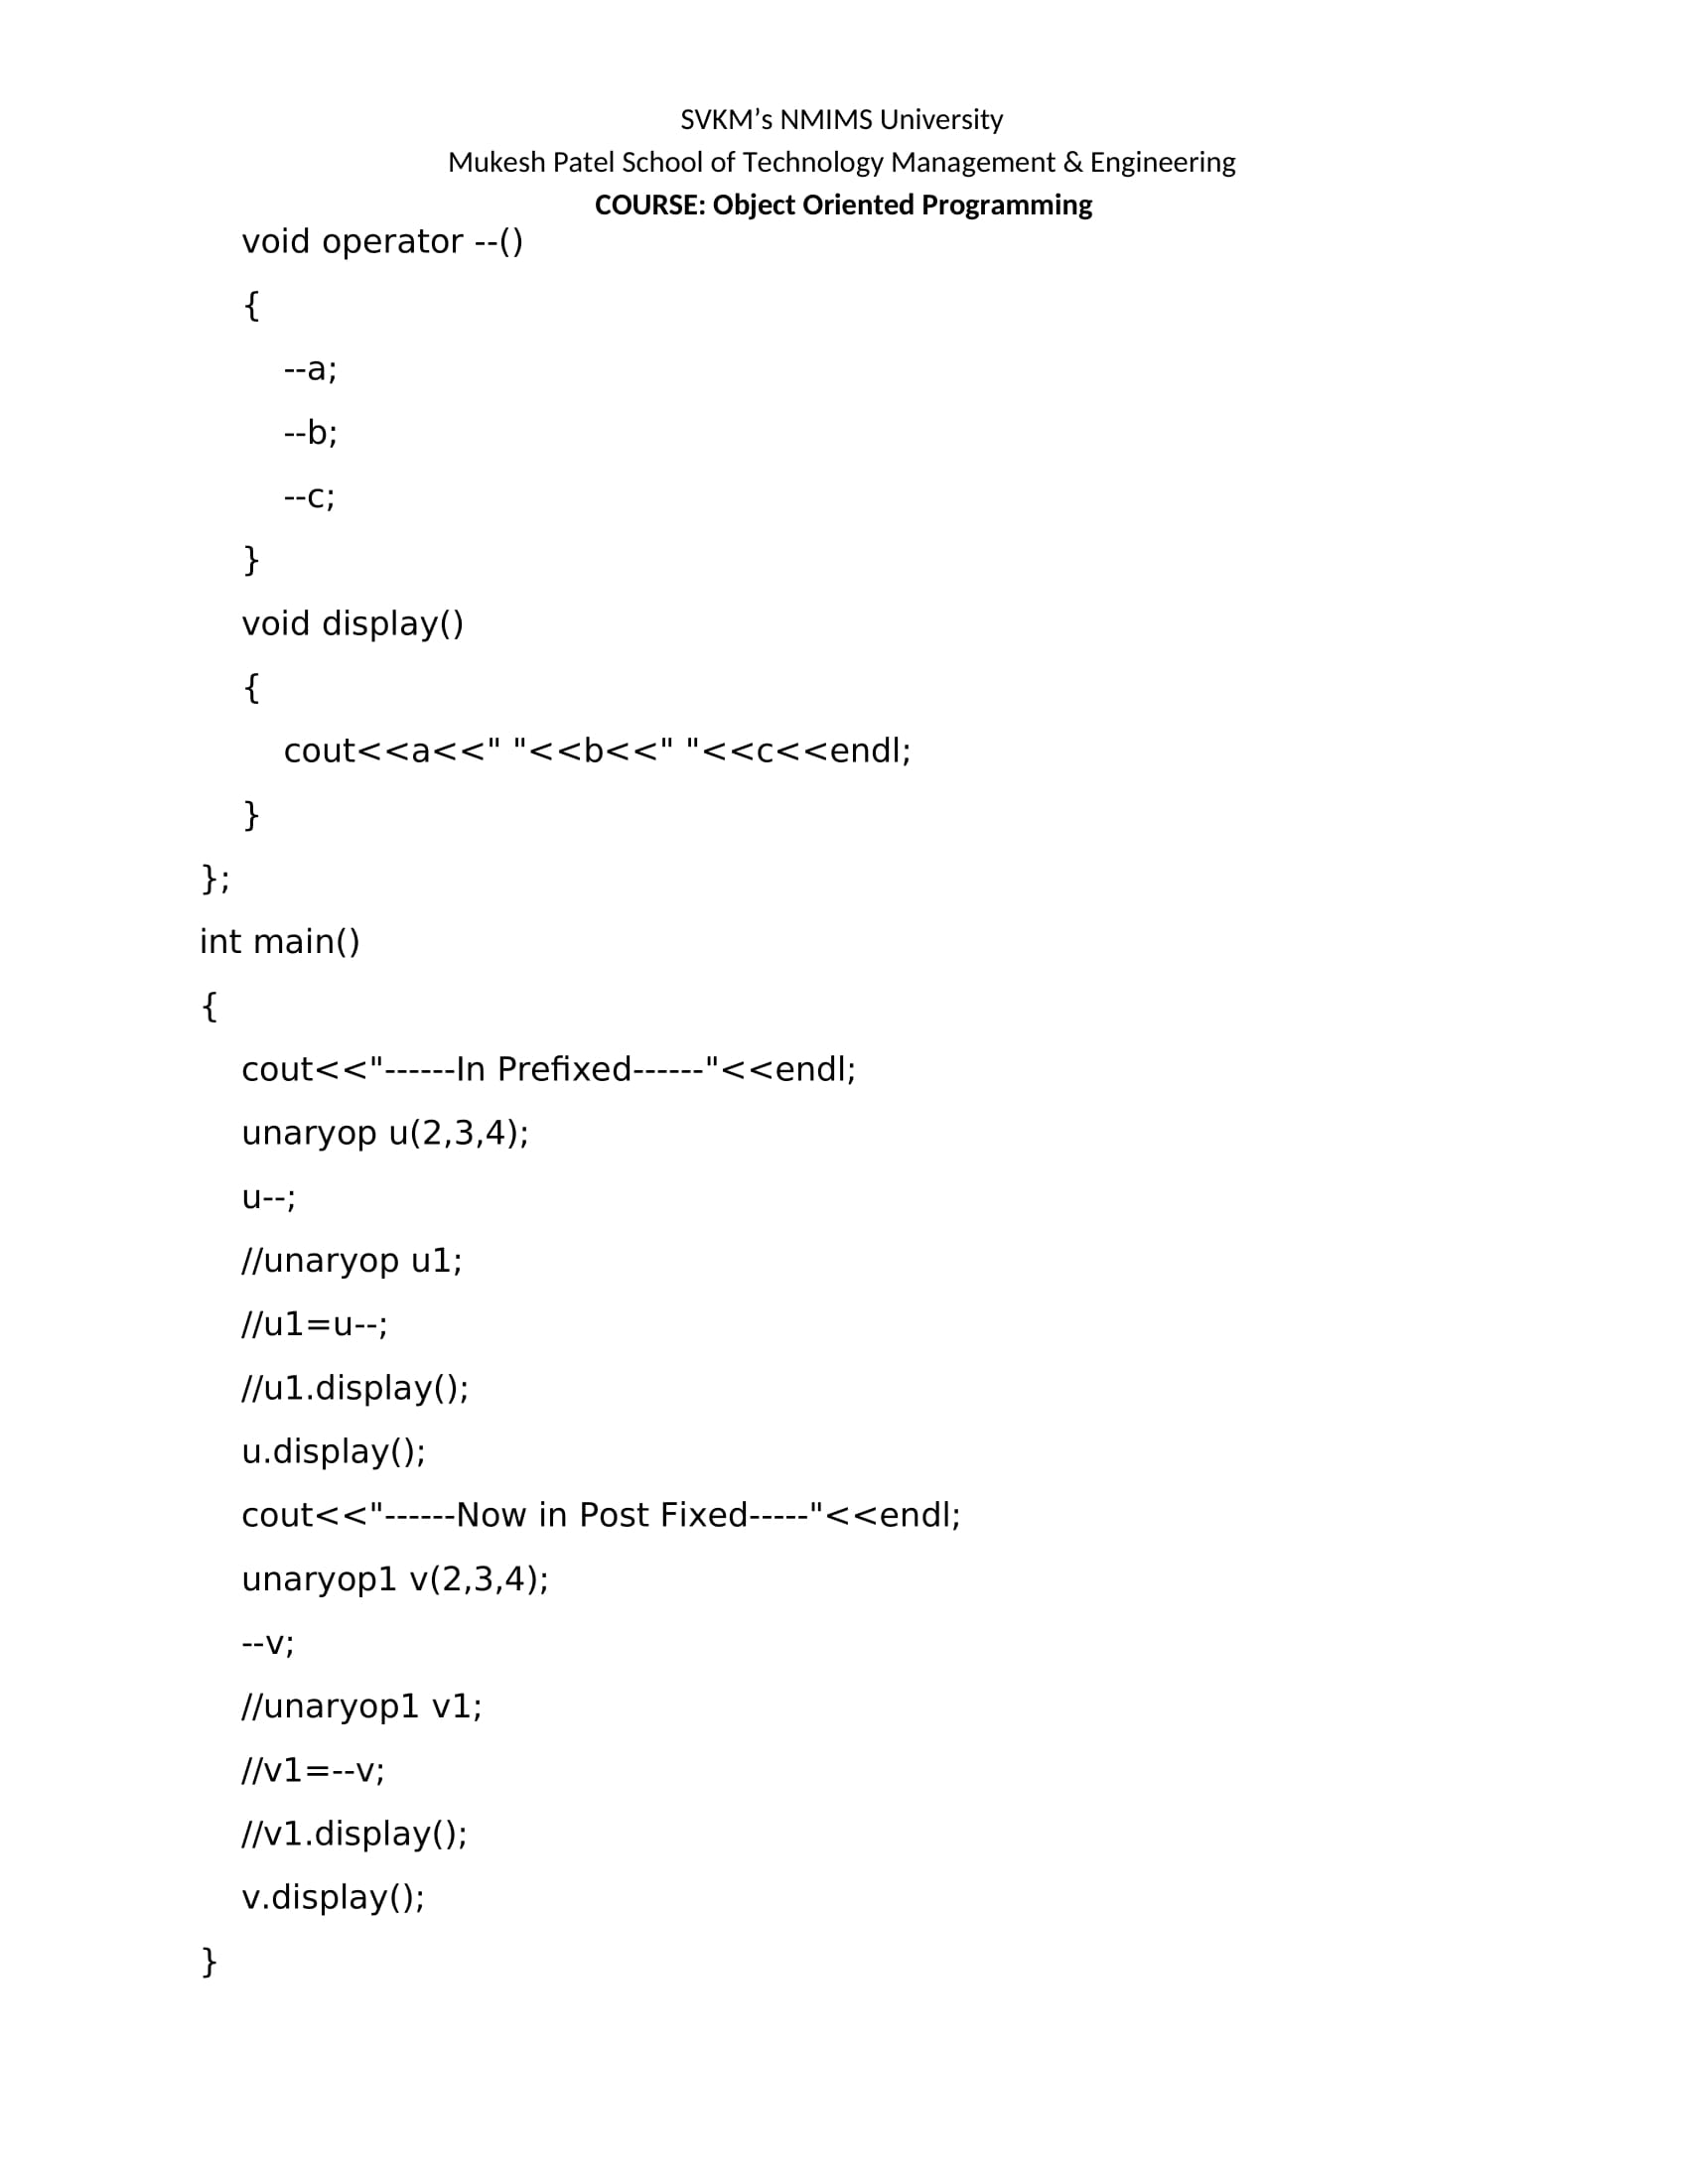 SVKM’s NMIMS University
Mukesh Patel School of Technology Management & Engineering
COURSE: Object Oriented Programming
void operator --()
{
--a;
--b;
--c;
}
void display()
{
cout<<a<<" "<<b<<" "<<c<<endl;
}
};
int main()
{
cout<<"------In Prefixed------"<<endl;
unaryop u(2,3,4);
u--;
//unaryop u1;
//u1=u--;
//u1.display();
u.display();
cout<<"------Now in Post Fixed-----"<<endl;
unaryop1 v(2,3,4);
--v;
//unaryop1 v1;
//v1=--v;
//v1.display();
v.display();
}